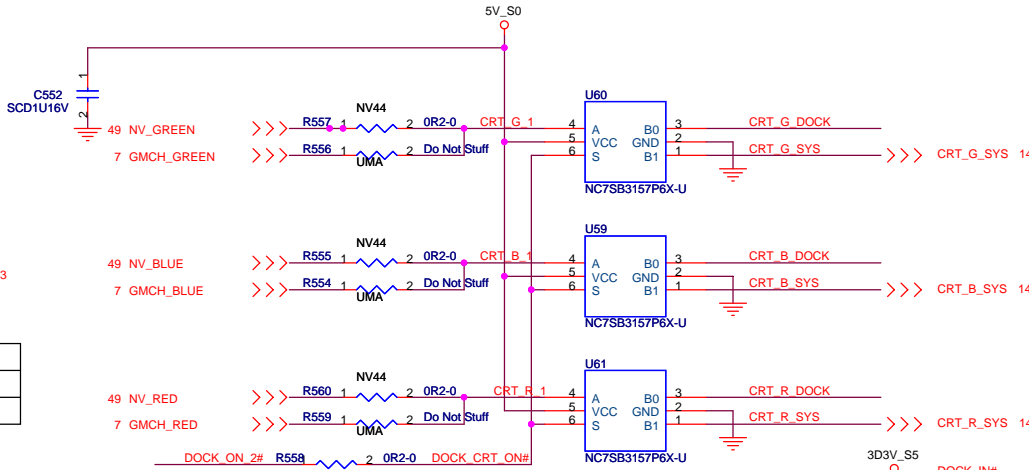 5V_S0
C552
SCD1U16V
1
2
49 NV_GREEN R557 1 NV44 2 0R2-0 CRT_G_1
7 GMCH_GREEN R556 1 UMA 2 Do Not Stuff
U60
4 A B0 3 CRT_G_DOCK
5 VCC GND 2
6 S B1 1 CRT_G_SYS CRT_G_SYS 14
NC7SB3157P6X-U
3
49 NV_BLUE R555 1 NV44 2 0R2-0 CRT_B_1
7 GMCH_BLUE R554 1 UMA 2 Do Not Stuff
U59
4 A B0 3 CRT_B_DOCK
5 VCC GND 2
6 S B1 1 CRT_B_SYS CRT_B_SYS 14
NC7SB3157P6X-U
49 NV_RED R560 1 NV44 2 0R2-0 CRT_R_1
7 GMCH_RED R559 1 UMA 2 Do Not Stuff
U61
4 A B0 3 CRT_R_DOCK
5 VCC GND 2
6 S B1 1 CRT_R_SYS CRT_R_SYS 14
NC7SB3157P6X-U
DOCK_ON_2# R558 2 0R2-0 DOCK_CRT_ON#
3D3V_S5
DOCK_IN#